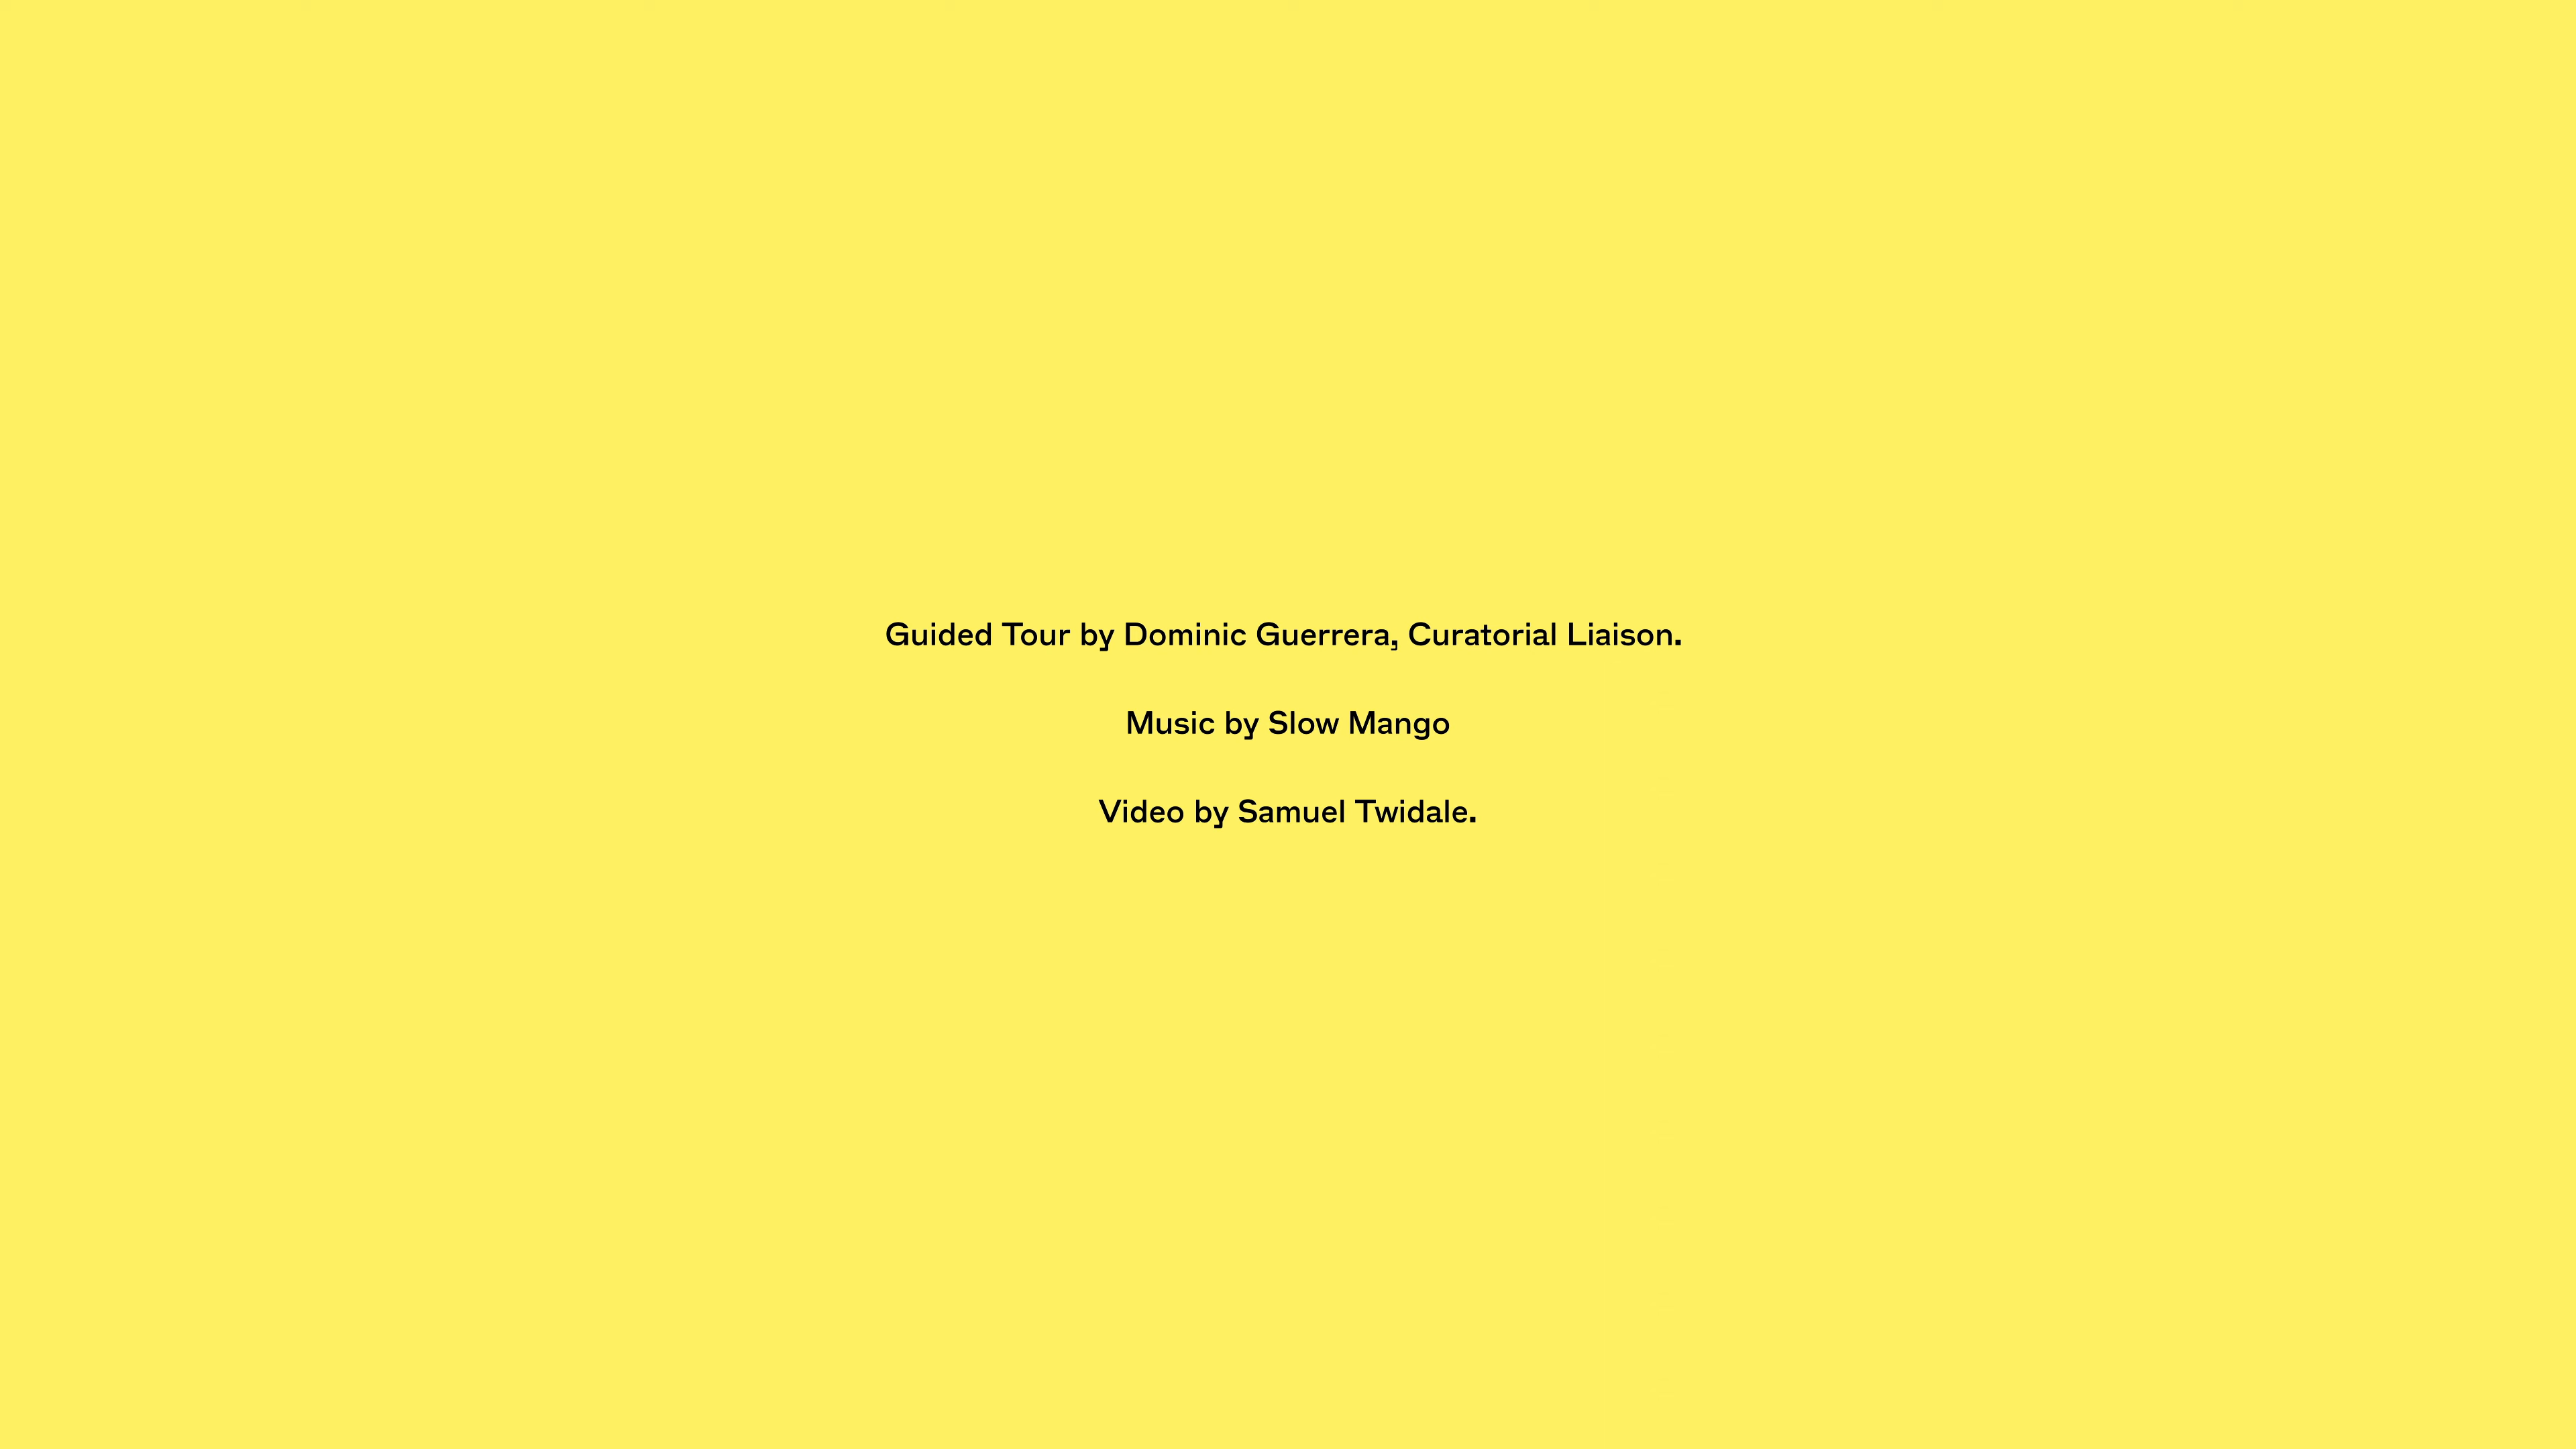 Guided Tour by Dominic Guerrera, Curatorial Liaison.
Music by Slow Mango
Video by Samuel Twidale.